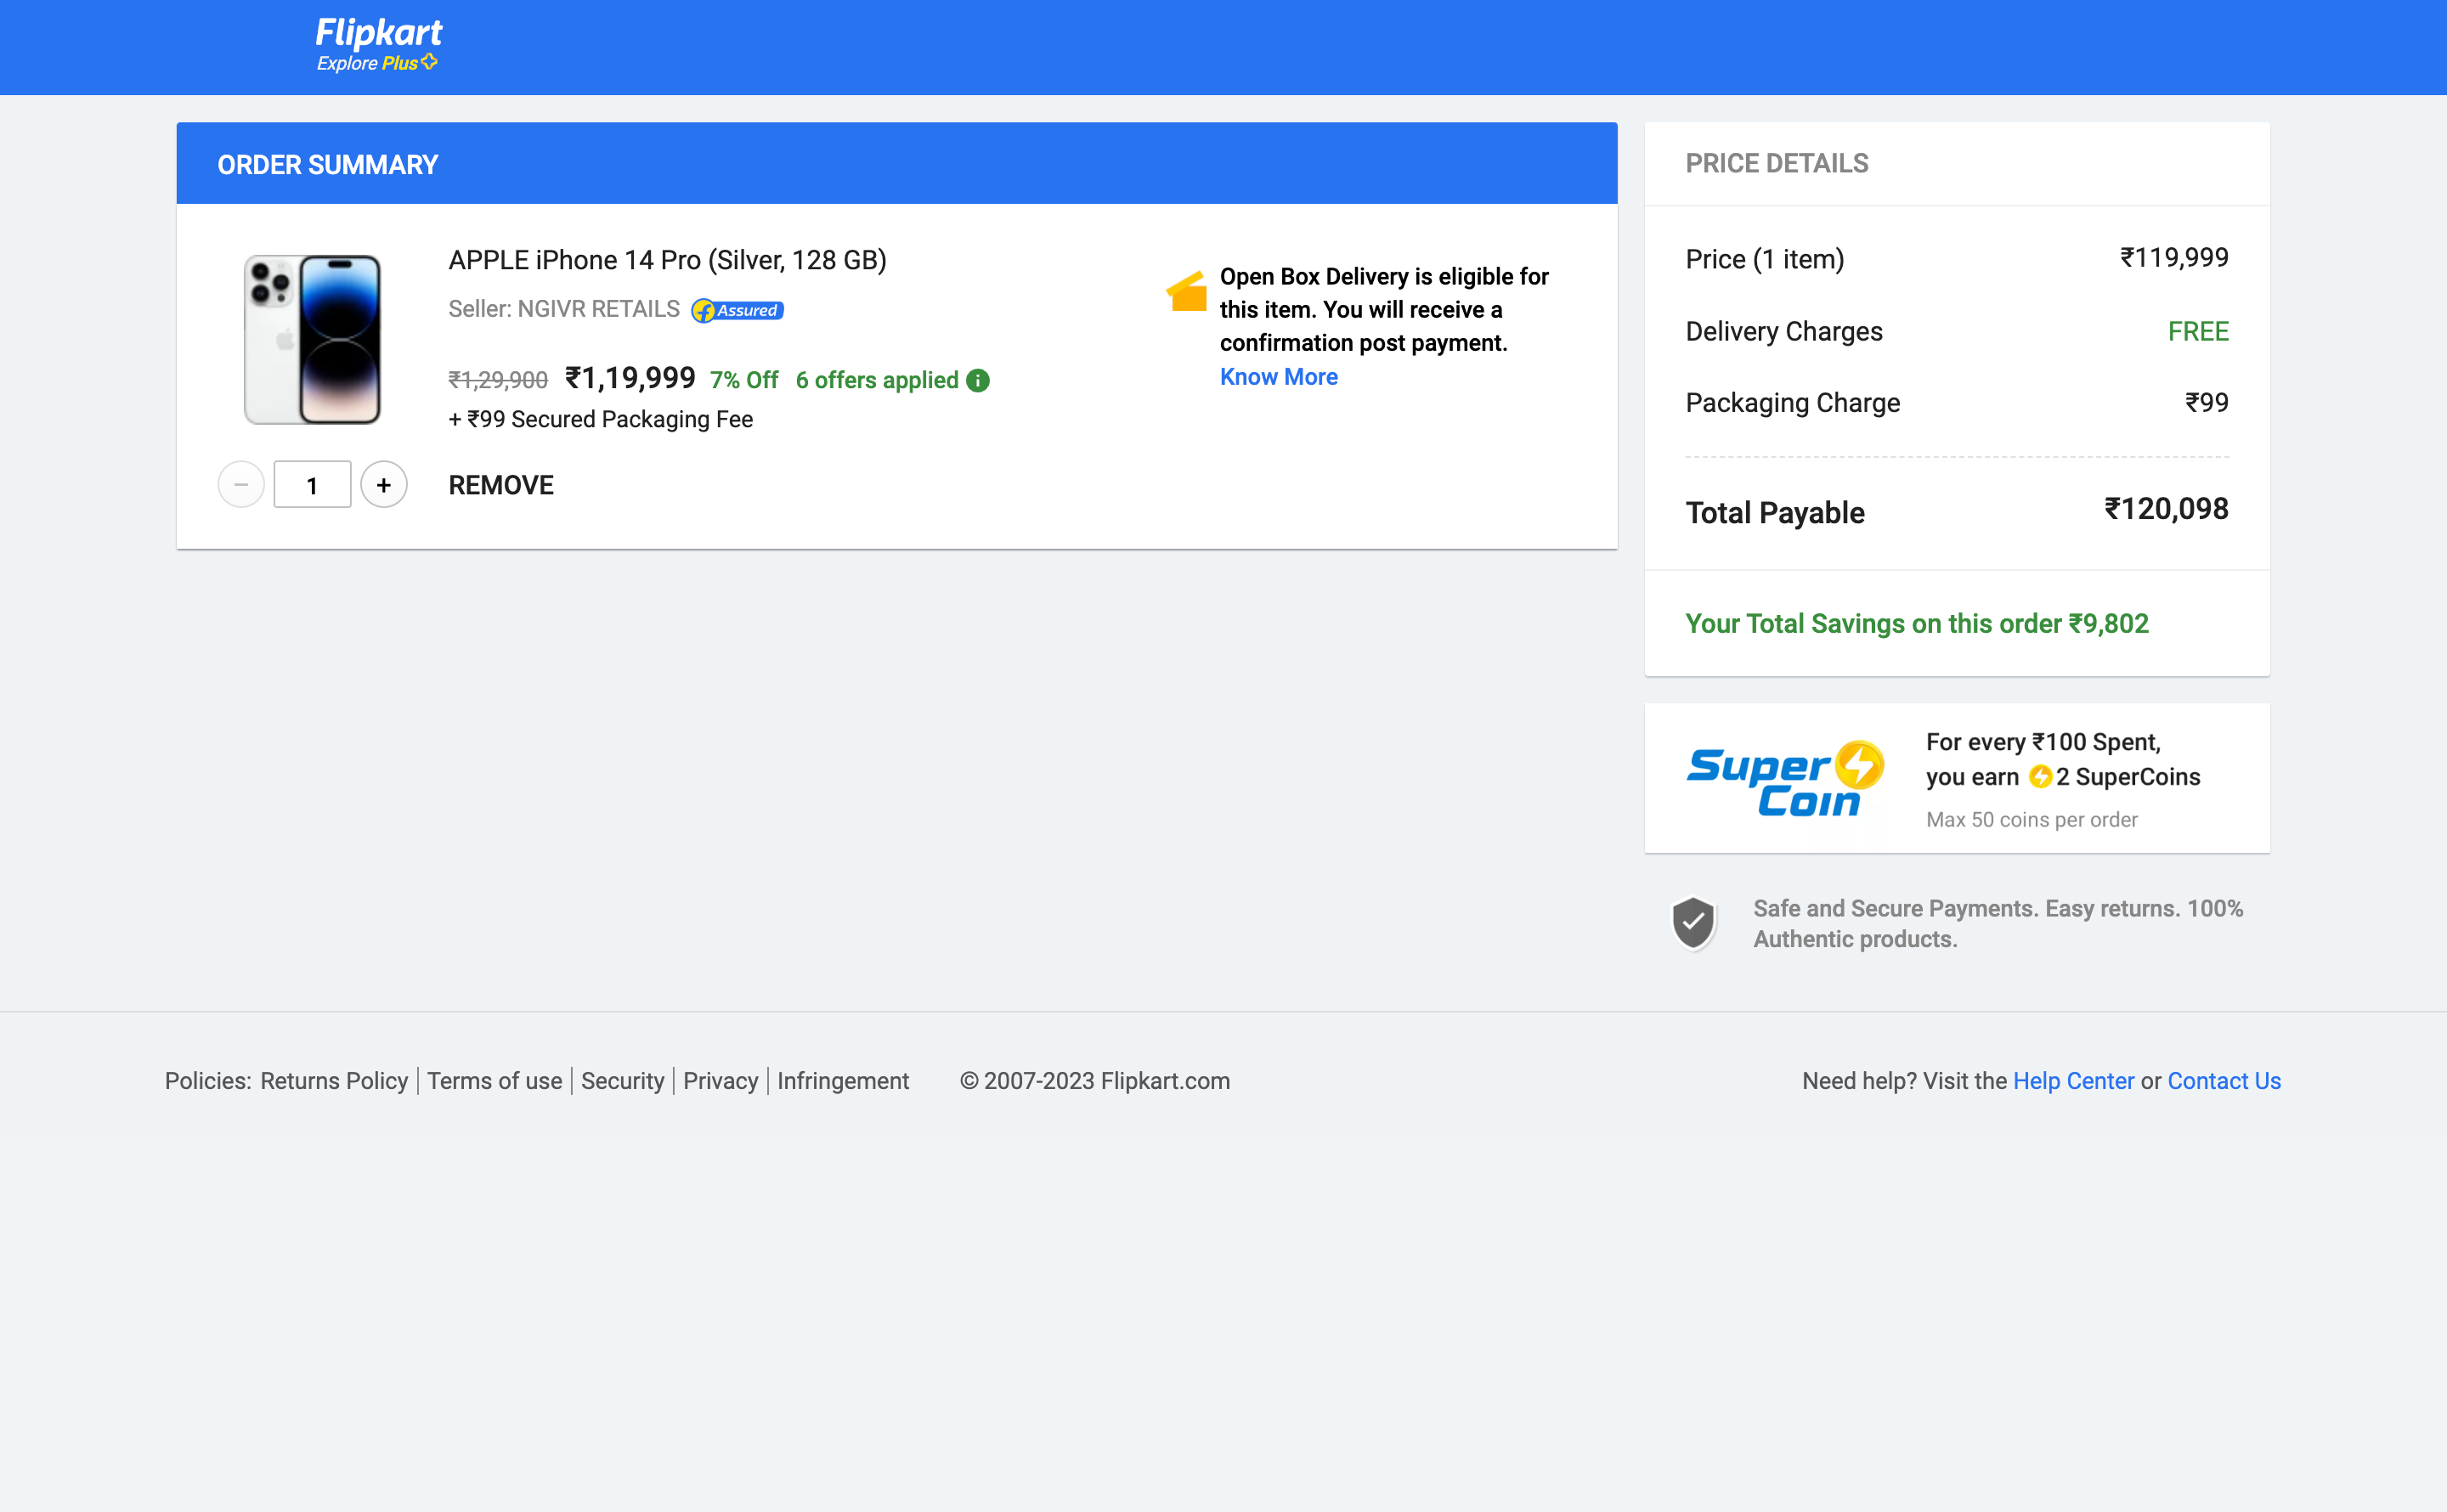 Flipkart
Explore Plus
ORDER SUMMARY
APPLE iPhone 14 Pro (Silver, 128 GB)
Seller: NGIVR RETAILS f Assured
₹1,29,900 ₹1,19,999 7% Off 6 offers applied i
+ ₹99 Secured Packaging Fee
− 1 + REMOVE
Open Box Delivery is eligible for
this item. You will receive a
confirmation post payment.
Know More
PRICE DETAILS
Price (1 item) ₹119,999
Delivery Charges FREE
Packaging Charge ₹99
Total Payable ₹120,098
Your Total Savings on this order ₹9,802
Super
Coin
For every ₹100 Spent,
you earn 2 SuperCoins
Max 50 coins per order
Safe and Secure Payments. Easy returns. 100%
Authentic products.
Policies: Returns Policy | Terms of use | Security | Privacy | Infringement © 2007-2023 Flipkart.com
Need help? Visit the Help Center or Contact Us